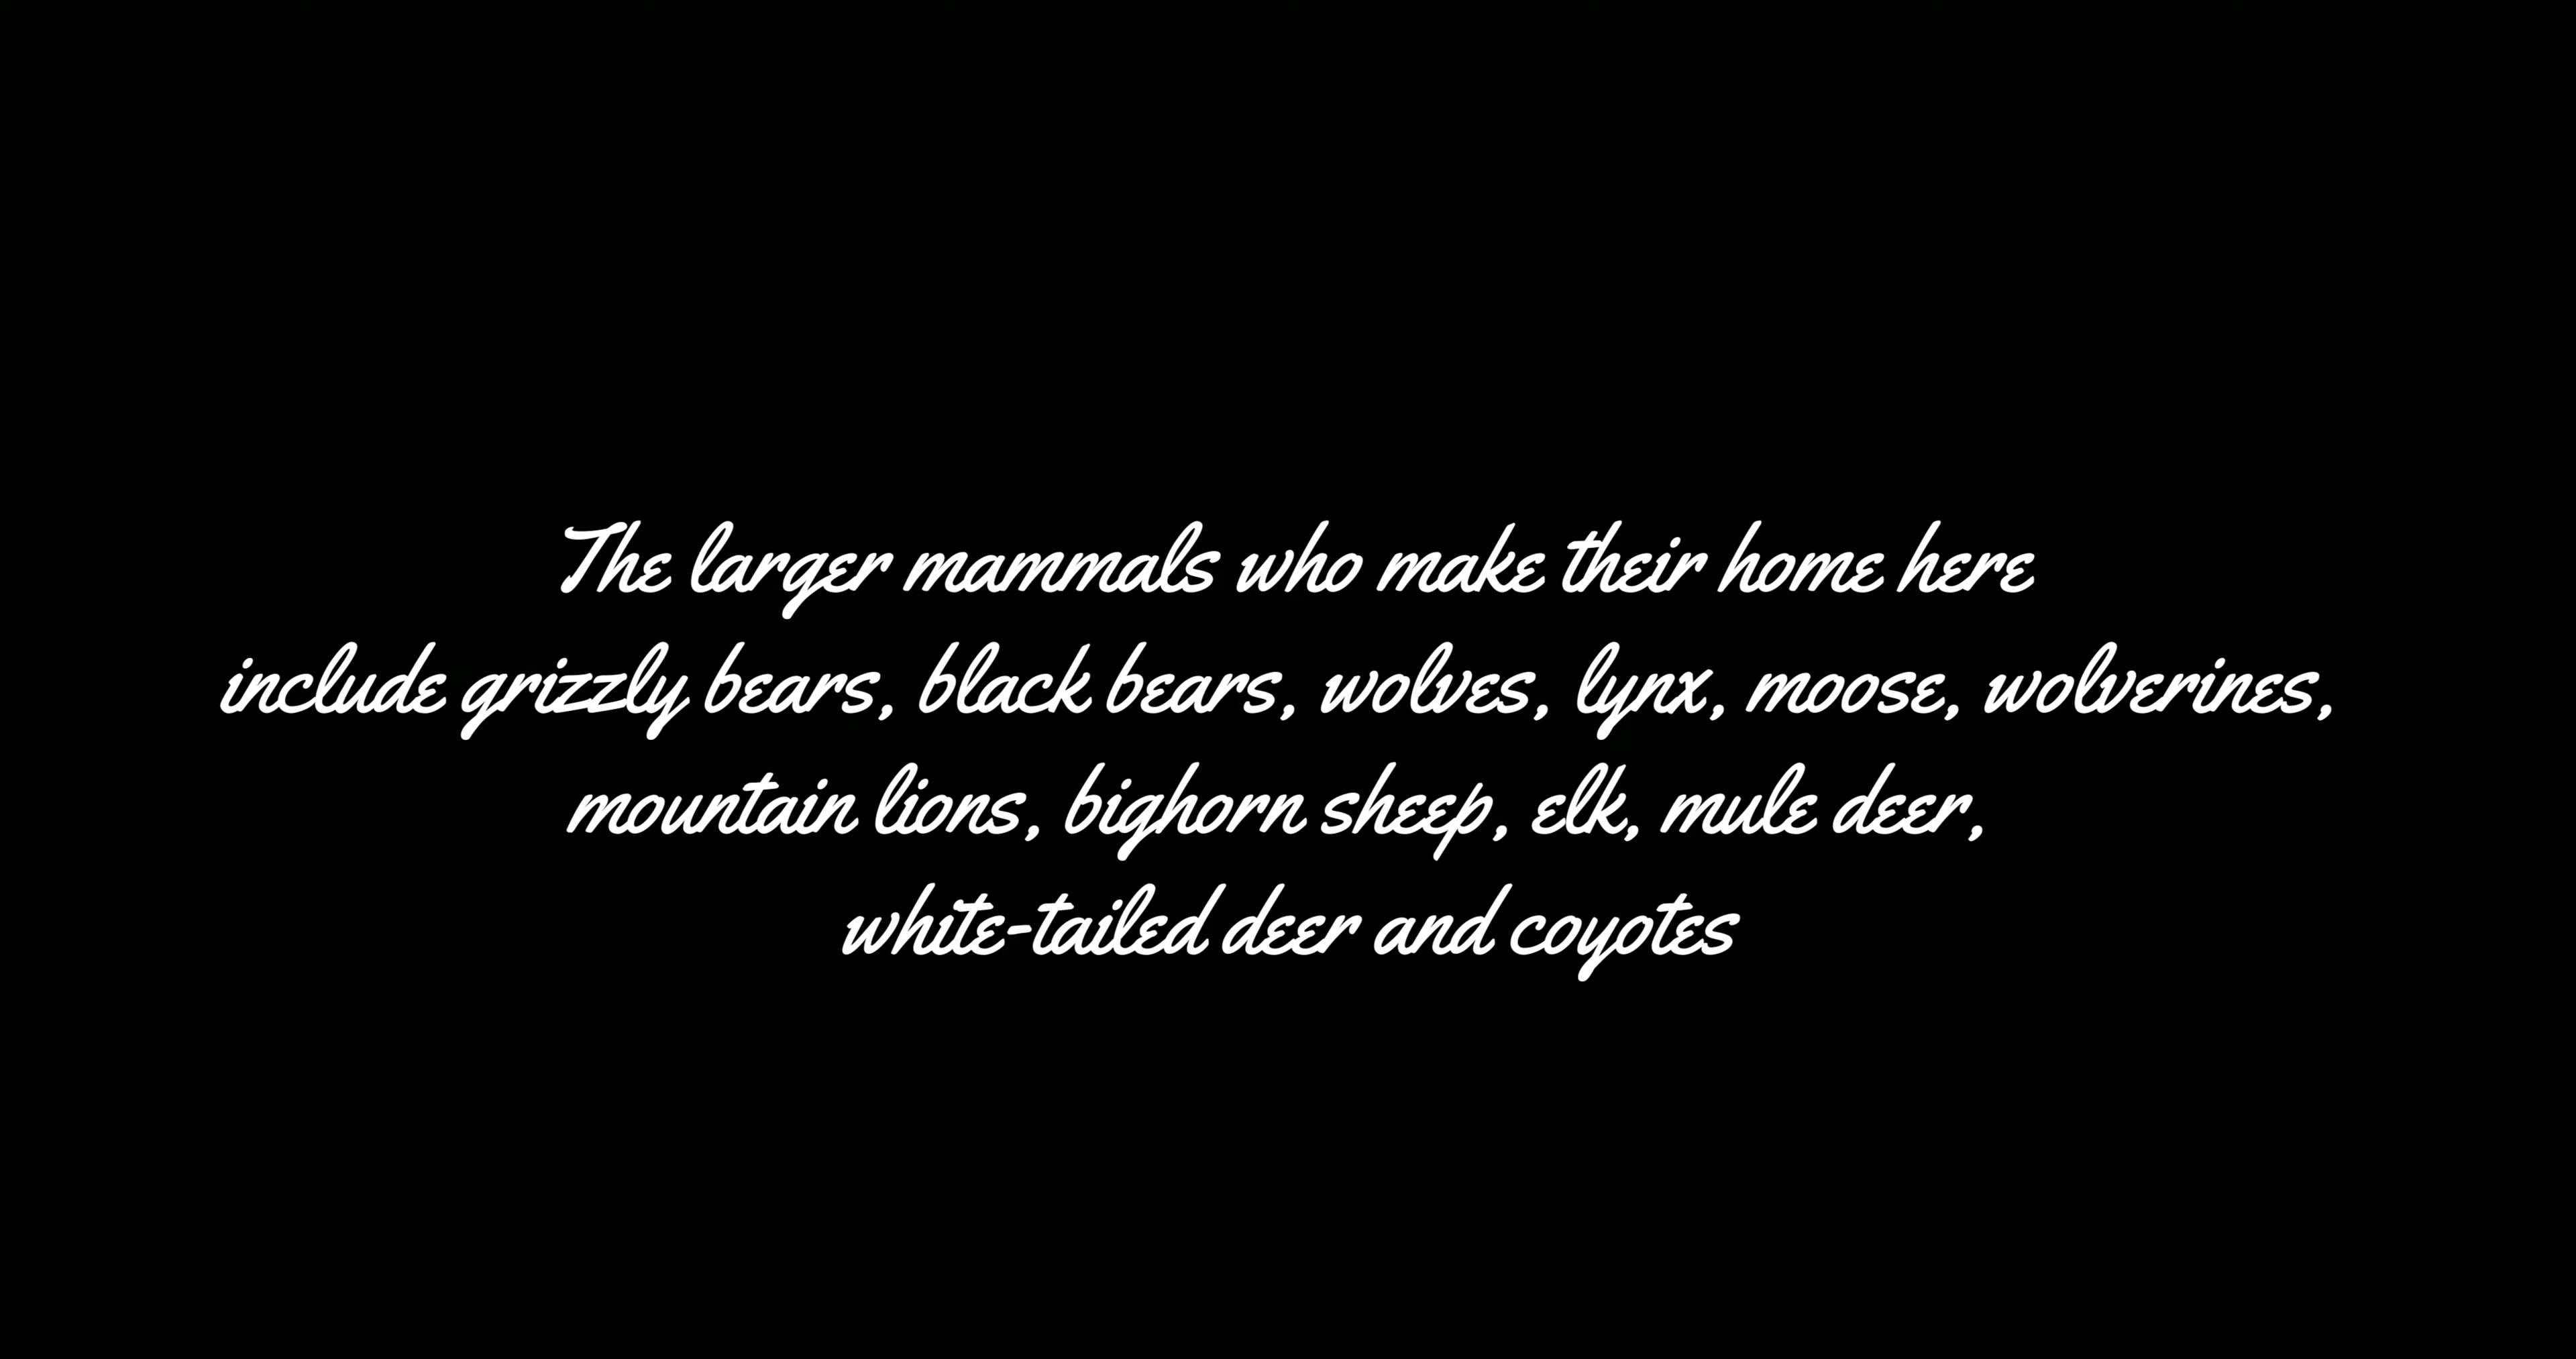 The larger mammals who make their home here
include grizzly bears, black bears, wolves, lynx, moose, wolverines,
mountain lions, bighorn sheep, elk, mule deer,
white-tailed deer and coyotes